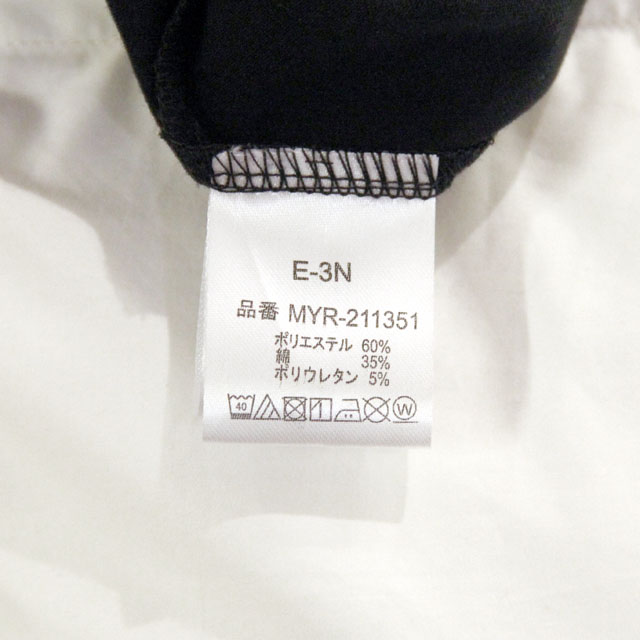 E-3N
品番 MYR-211351
ポリエステル 60%
綿 35%
ポリウレタン 5%
40 W